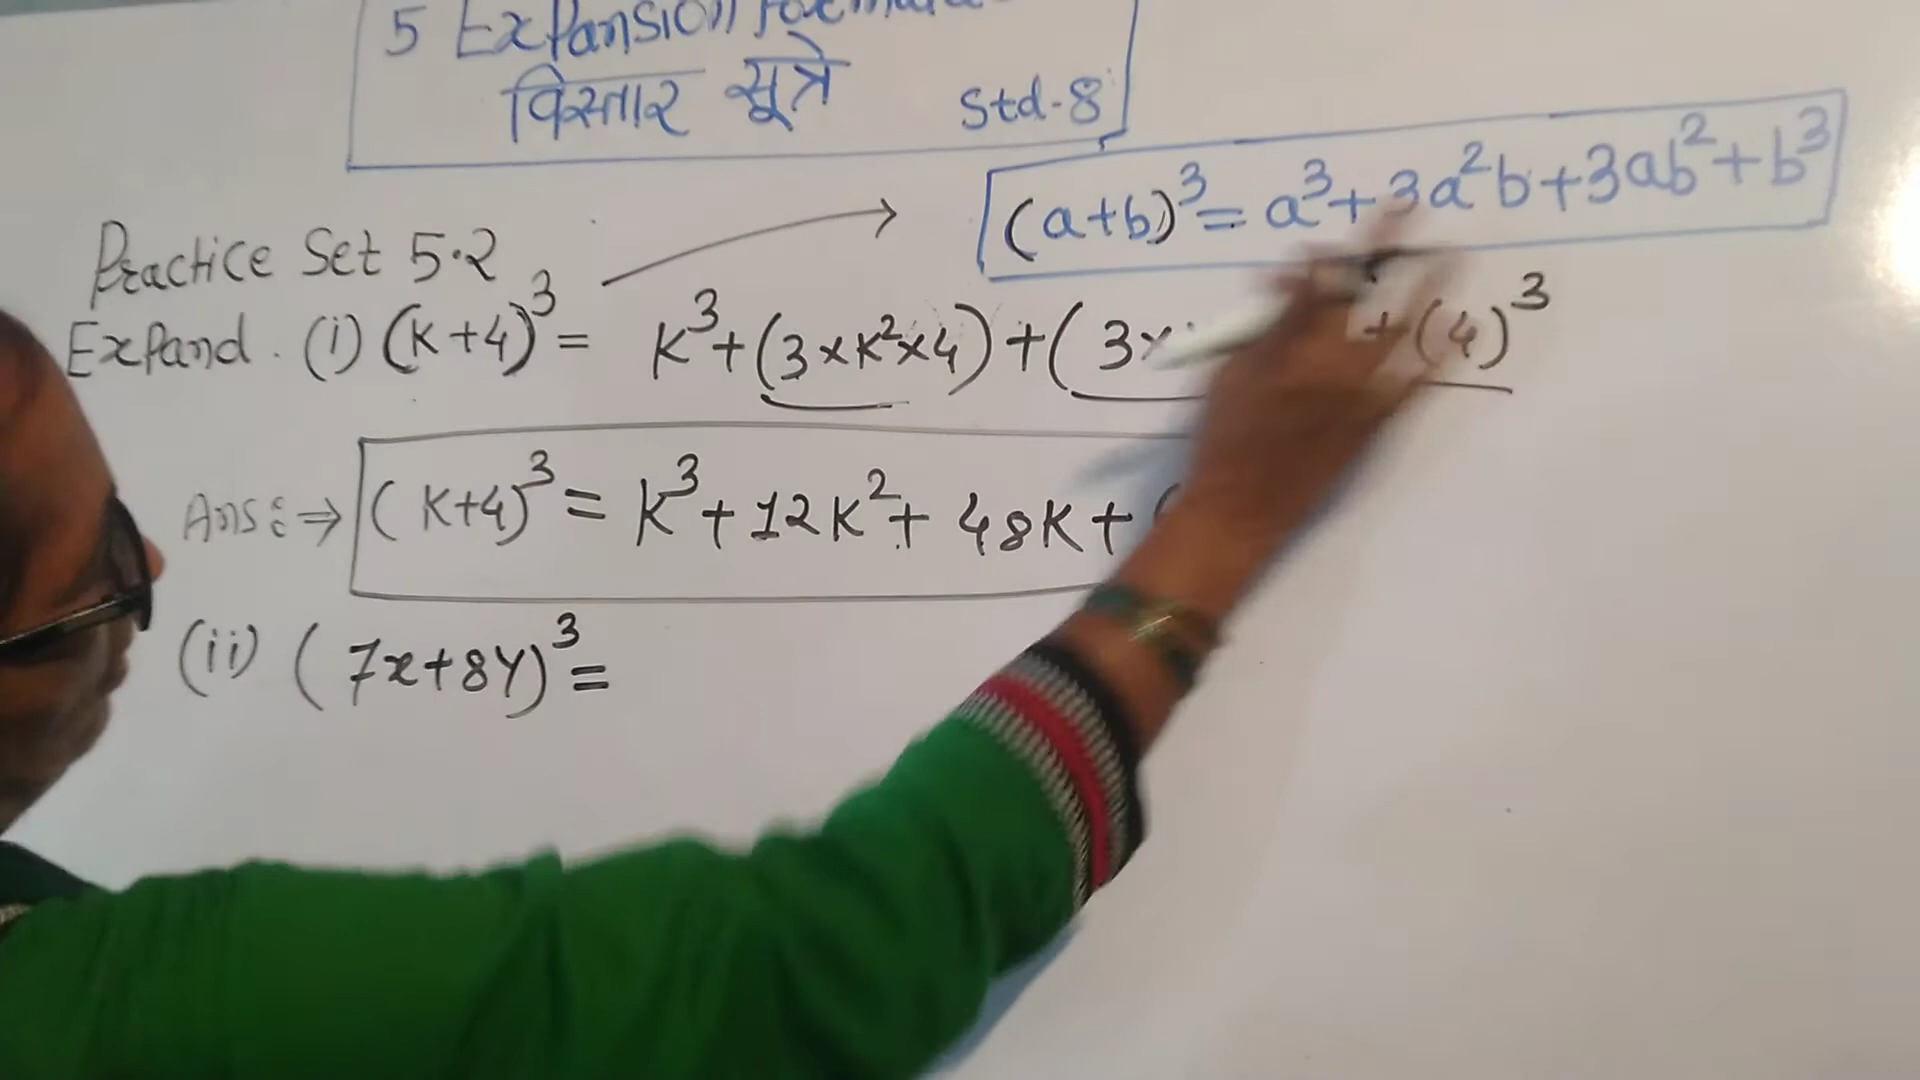 5 Expansion
विस्तार सूत्रे
Std-8
(a+b)³= a³+3a²b+3ab²+b³
Practice Set 5.2
Expand. (i) (k+4)³= k³+(3×k²×4)+(3× +(4)³
Ans:⇒ (k+4)³= k³+12k²+ 48k+
(ii) (7x+8y)³=